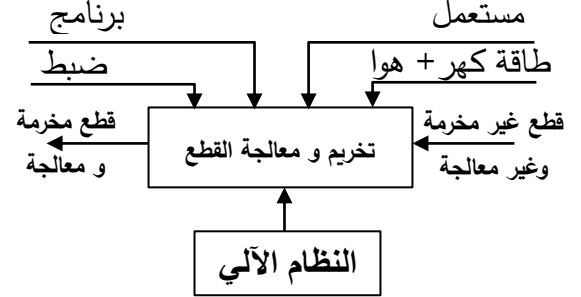 مستعمل
برنامج
طاقة كهر + هوا
ضبط
قطع غير مخرمة
وغير معالجة
تخريم و معالجة القطع
قطع مخرمة
و معالجة
النظام الآلي